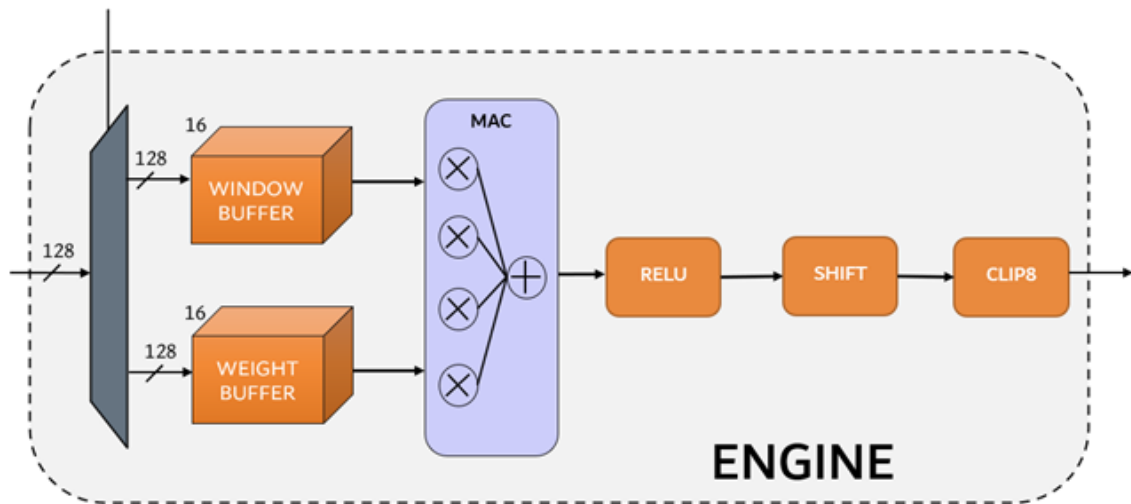 MAC
16
128
WINDOW
BUFFER
128
RELU
SHIFT
CLIP8
16
128
WEIGHT
BUFFER
ENGINE